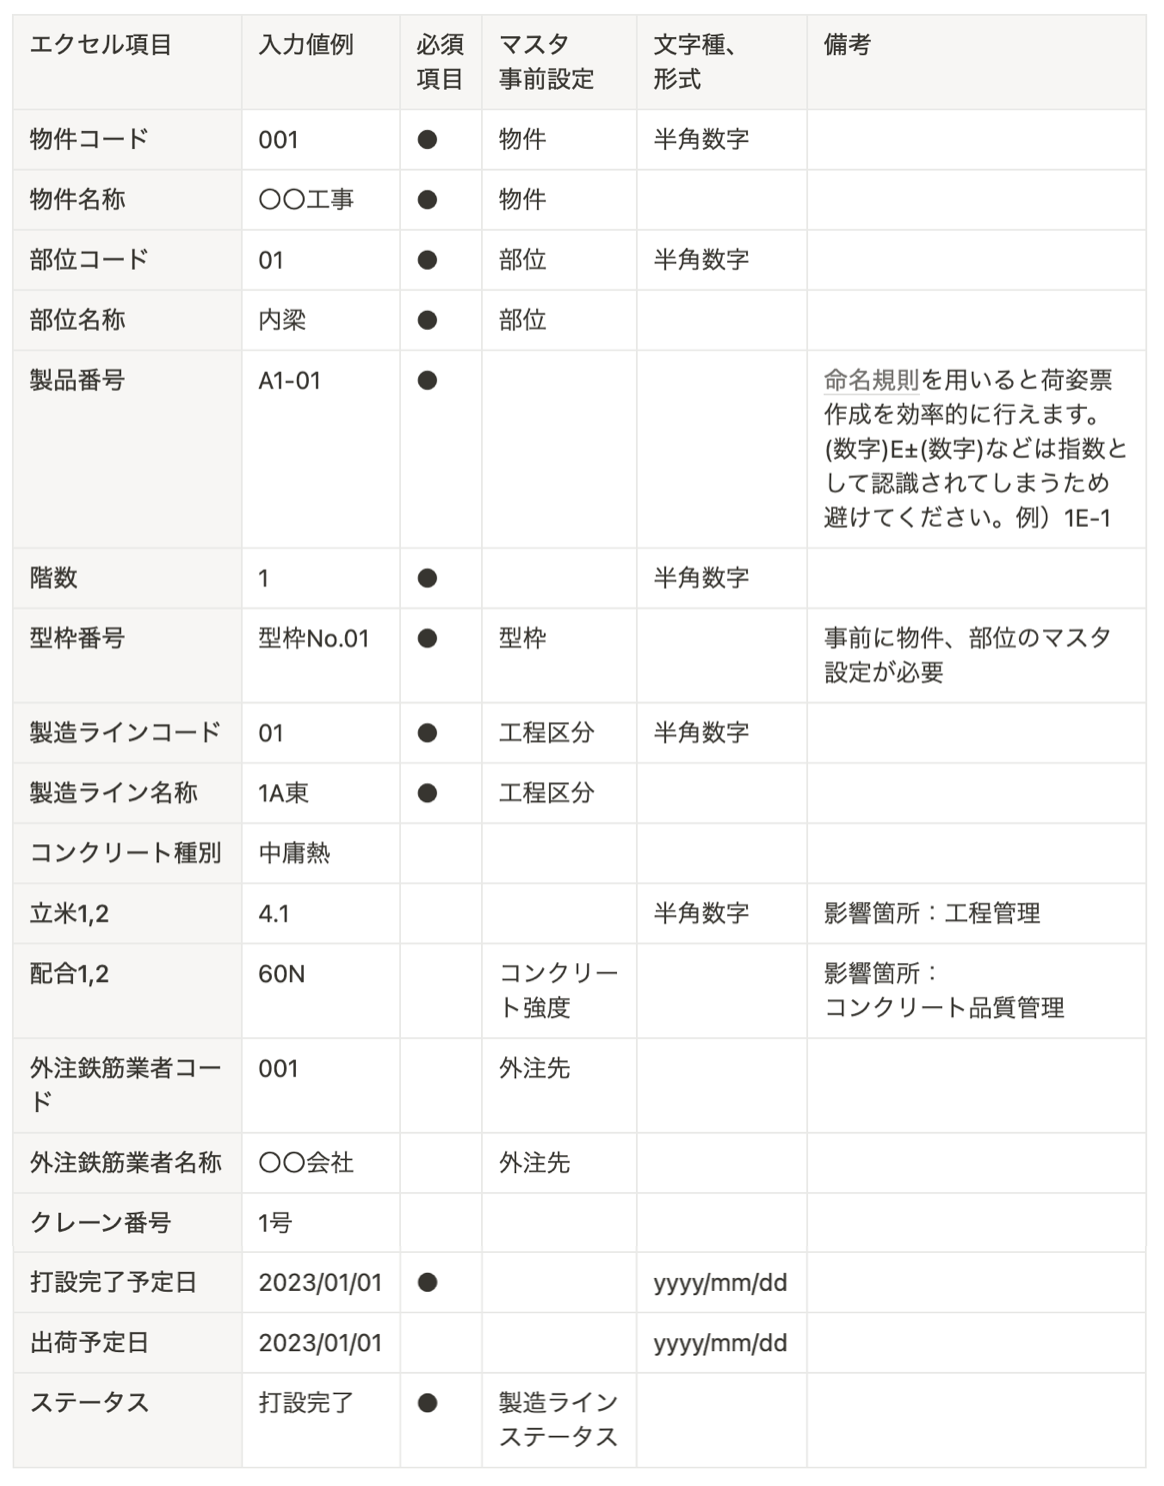 エクセル項目 入力値例 必須 マスタ 文字種、 備考
項目 事前設定 形式
物件コード 001 ● 物件 半角数字
物件名称 〇〇工事 ● 物件
部位コード 01 ● 部位 半角数字
部位名称 内梁 ● 部位
製品番号 A1-01 ● 命名規則を用いると荷姿票
作成を効率的に行えます。
(数字)E±(数字)などは指数と
して認識されてしまうため
避けてください。例）1E-1
階数 1 ● 半角数字
型枠番号 型枠No.01 ● 型枠 事前に物件、部位のマスタ
設定が必要
製造ラインコード 01 ● 工程区分 半角数字
製造ライン名称 1A東 ● 工程区分
コンクリート種別 中庸熱
立米1,2 4.1 半角数字 影響箇所：工程管理
配合1,2 60N コンクリー 影響箇所：
ト強度 コンクリート品質管理
外注鉄筋業者コー 001 外注先
ド
外注鉄筋業者名称 〇〇会社 外注先
クレーン番号 1号
打設完了予定日 2023/01/01 ● yyyy/mm/dd
出荷予定日 2023/01/01 yyyy/mm/dd
ステータス 打設完了 ● 製造ライン
ステータス